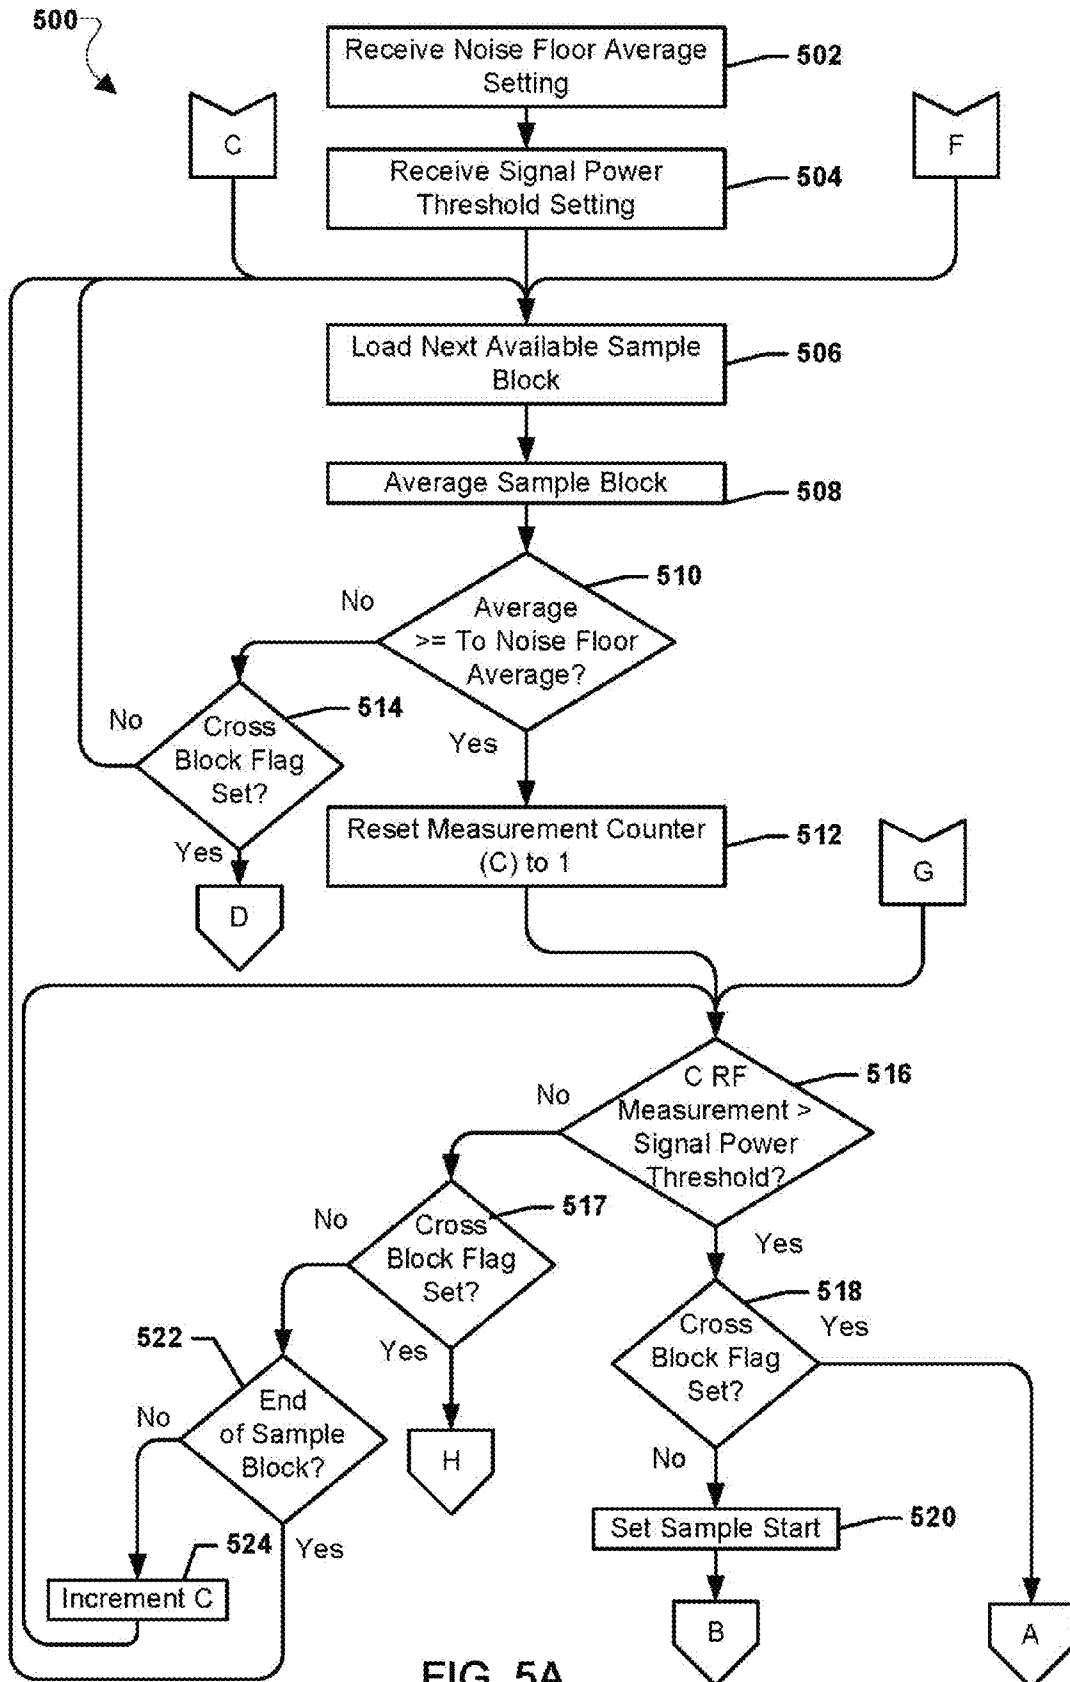 500
Receive Noise Floor Average
Setting
502
C
F
Receive Signal Power
Threshold Setting
504
Load Next Available Sample
Block
506
Average Sample Block
508
510
No
Average
>= To Noise Floor
Average?
514
No
Cross
Block Flag
Set?
Yes
Yes
Reset Measurement Counter
(C) to 1
512
G
D
516
No
C RF
Measurement >
Signal Power
Threshold?
517
No
Cross
Block Flag
Set?
Yes
518
Yes
Cross
Block Flag
Set?
Yes
522
No
End
of Sample
Block?
H
No
Set Sample Start
520
524
Yes
Increment C
B
A
FIG. 5A